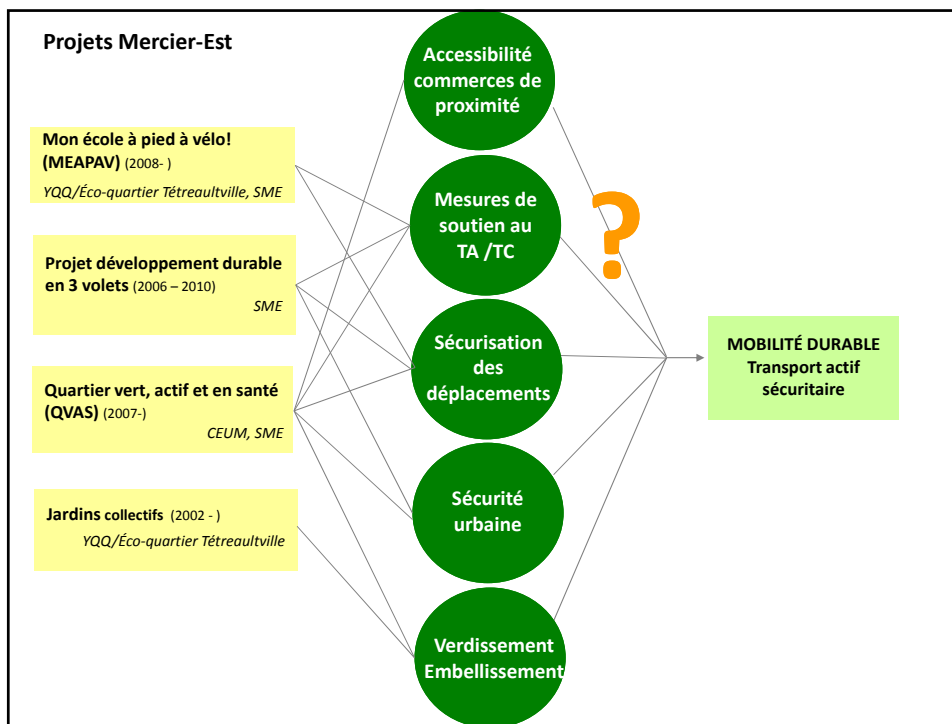 Projets Mercier-Est
Mon école à pied à vélo!
(MEAPAV) (2008- )
YQQ/Éco-quartier Tétreaultville, SME
Projet développement durable
en 3 volets (2006 – 2010)
SME
Quartier vert, actif et en santé
(QVAS) (2007-)
CEUM, SME
Jardins collectifs (2002 - )
YQQ/Éco-quartier Tétreaultville
Accessibilité
commerces de
proximité
Mesures de
soutien au
TA /TC
Sécurisation
des
déplacements
Sécurité
urbaine
Verdissement
Embellissement
?
MOBILITÉ DURABLE
Transport actif
sécuritaire